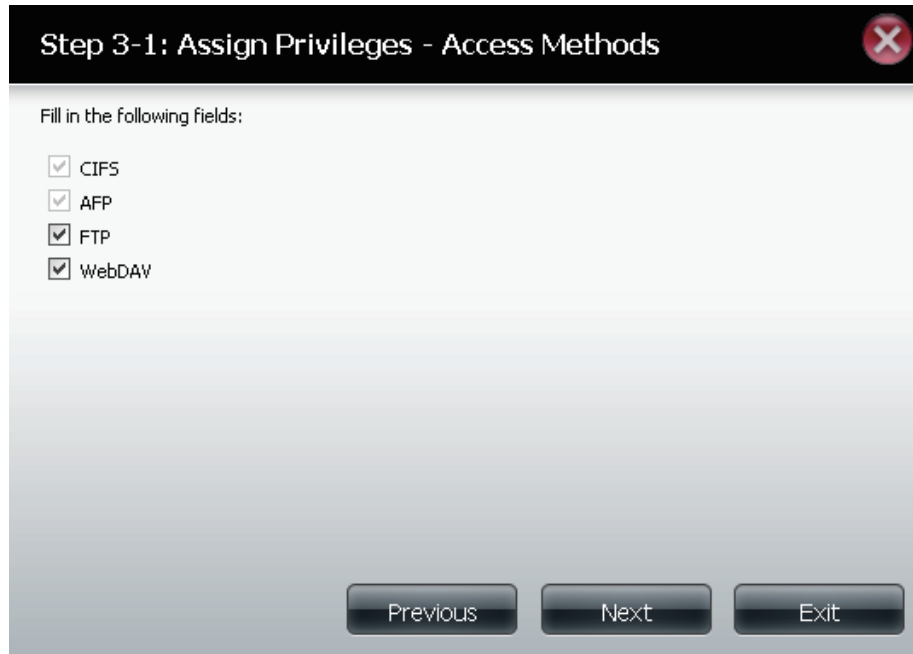 Step 3-1: Assign Privileges - Access Methods
Fill in the following fields:
CIFS
AFP
FTP
WebDAV
Previous Next Exit